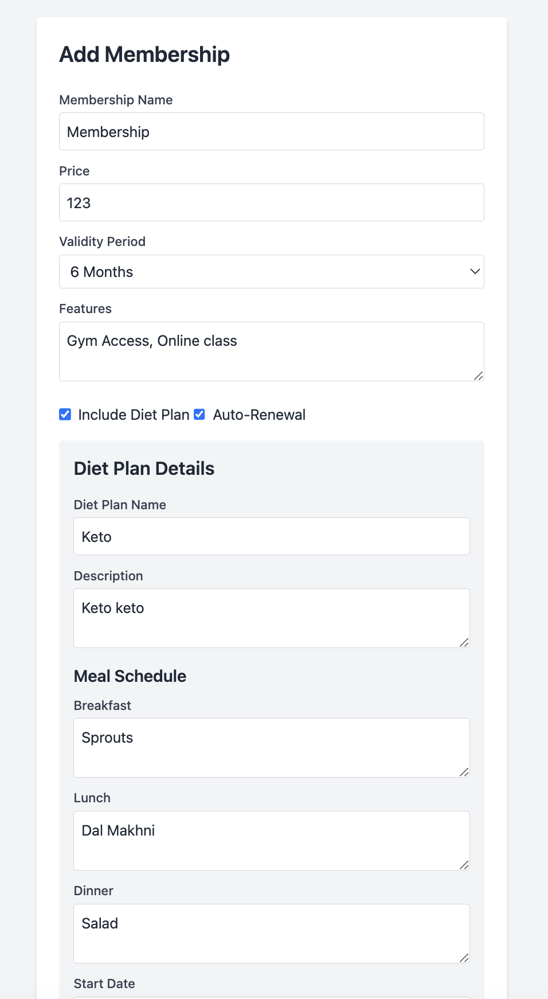 Add Membership
Membership Name
Membership
Price
123
Validity Period
6 Months
Features
Gym Access, Online class
Include Diet Plan Auto-Renewal
Diet Plan Details
Diet Plan Name
Keto
Description
Keto keto
Meal Schedule
Breakfast
Sprouts
Lunch
Dal Makhni
Dinner
Salad
Start Date